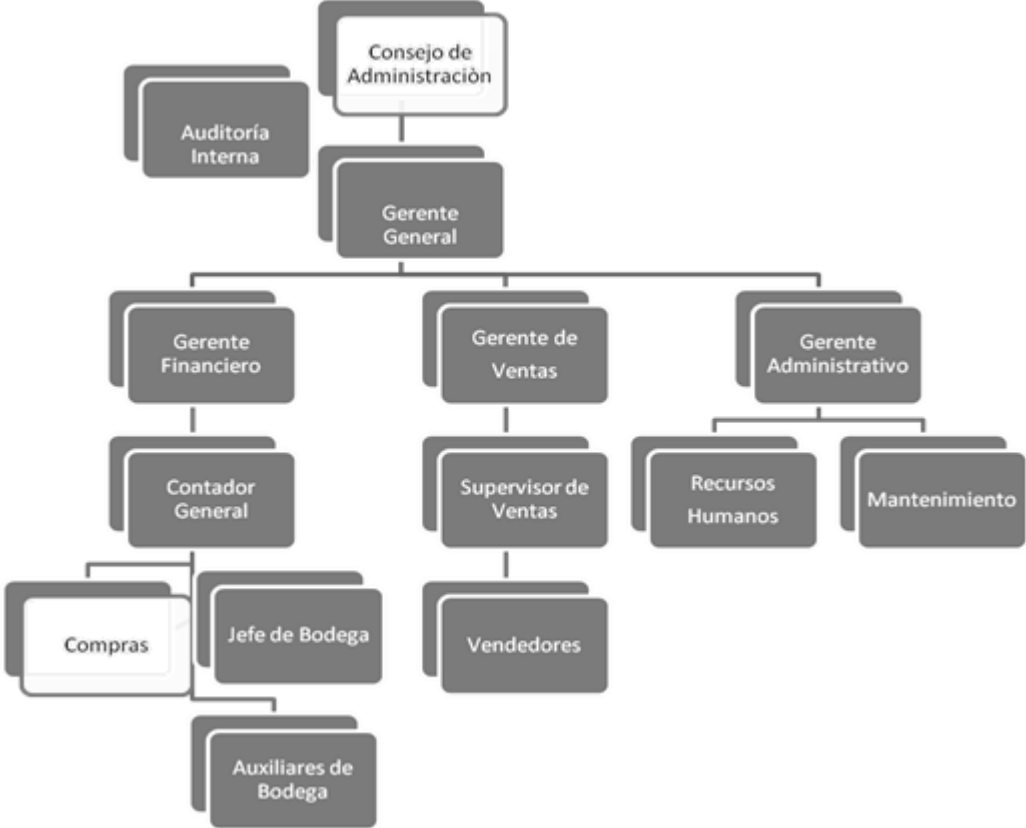 Consejo de
Administraciòn
Auditoría
Interna
Gerente
General
Gerente
Financiero
Gerente de
Ventas
Gerente
Administrativo
Contador
General
Supervisor de
Ventas
Recursos
Humanos
Mantenimiento
Compras
Jefe de Bodega
Vendedores
Auxiliares de
Bodega